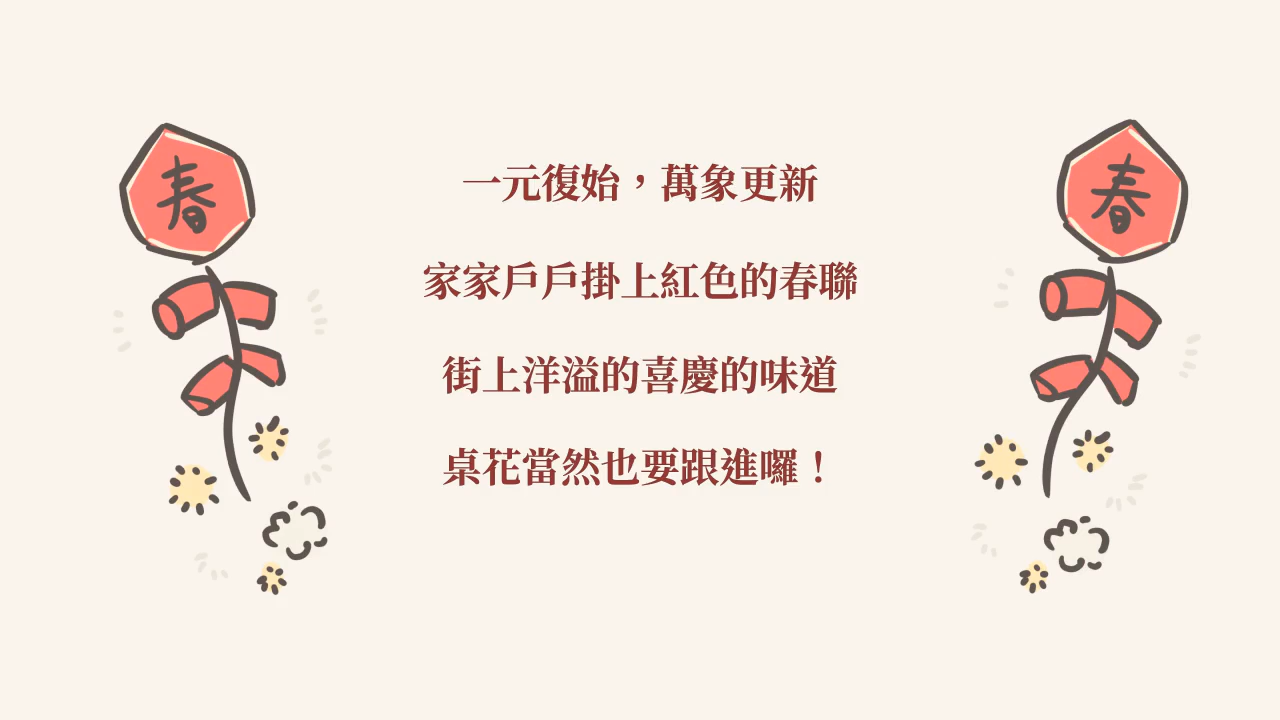 春
春
一元復始，萬象更新
家家戶戶掛上紅色的春聯
街上洋溢的喜慶的味道
桌花當然也要跟進囉！